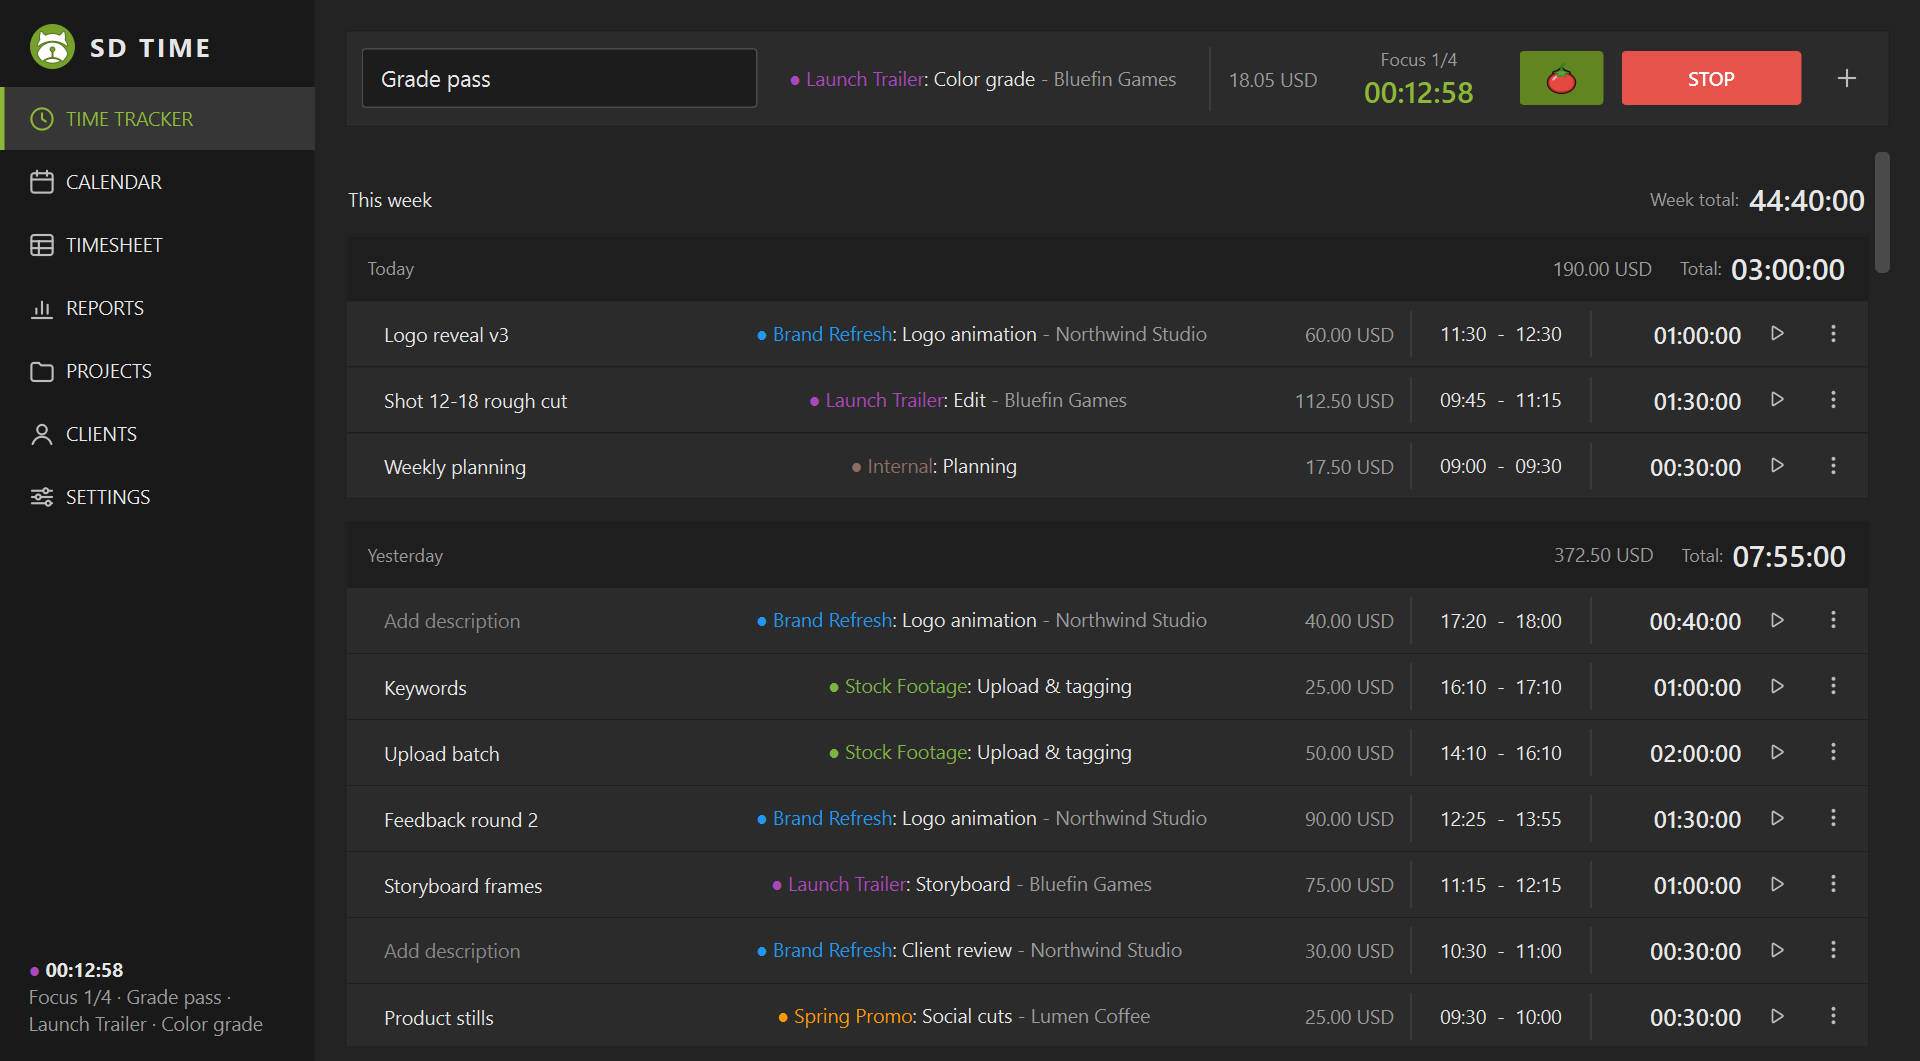 SD TIME
TIME TRACKER
CALENDAR
TIMESHEET
REPORTS
PROJECTS
CLIENTS
SETTINGS
00:12:58
Focus 1/4 · Grade pass ·
Launch Trailer · Color grade
Grade pass
Launch Trailer: Color grade - Bluefin Games
18.05 USD
Focus 1/4
00:12:58
STOP
This week
Week total: 44:40:00
Today 190.00 USD Total: 03:00:00
Logo reveal v3 Brand Refresh: Logo animation - Northwind Studio 60.00 USD 11:30 - 12:30 01:00:00
Shot 12-18 rough cut Launch Trailer: Edit - Bluefin Games 112.50 USD 09:45 - 11:15 01:30:00
Weekly planning Internal: Planning 17.50 USD 09:00 - 09:30 00:30:00
Yesterday 372.50 USD Total: 07:55:00
Add description Brand Refresh: Logo animation - Northwind Studio 40.00 USD 17:20 - 18:00 00:40:00
Keywords Stock Footage: Upload & tagging 25.00 USD 16:10 - 17:10 01:00:00
Upload batch Stock Footage: Upload & tagging 50.00 USD 14:10 - 16:10 02:00:00
Feedback round 2 Brand Refresh: Logo animation - Northwind Studio 90.00 USD 12:25 - 13:55 01:30:00
Storyboard frames Launch Trailer: Storyboard - Bluefin Games 75.00 USD 11:15 - 12:15 01:00:00
Add description Brand Refresh: Client review - Northwind Studio 30.00 USD 10:30 - 11:00 00:30:00
Product stills Spring Promo: Social cuts - Lumen Coffee 25.00 USD 09:30 - 10:00 00:30:00